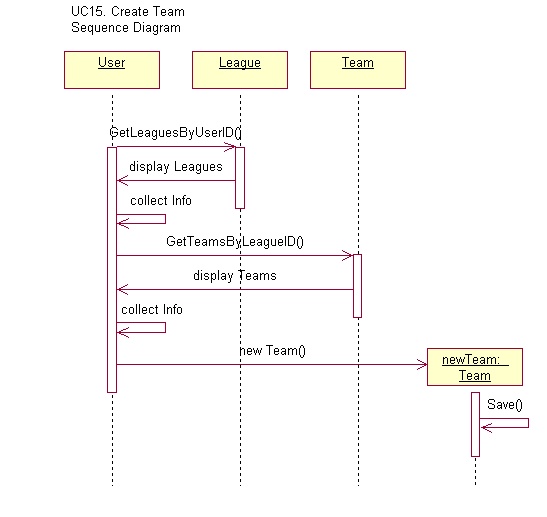 UC15. Create Team
Sequence Diagram
User
League
Team
GetLeaguesByUserID()
display Leagues
collect Info
GetTeamsByLeagueID()
display Teams
collect Info
new Team()
newTeam:
Team
Save()